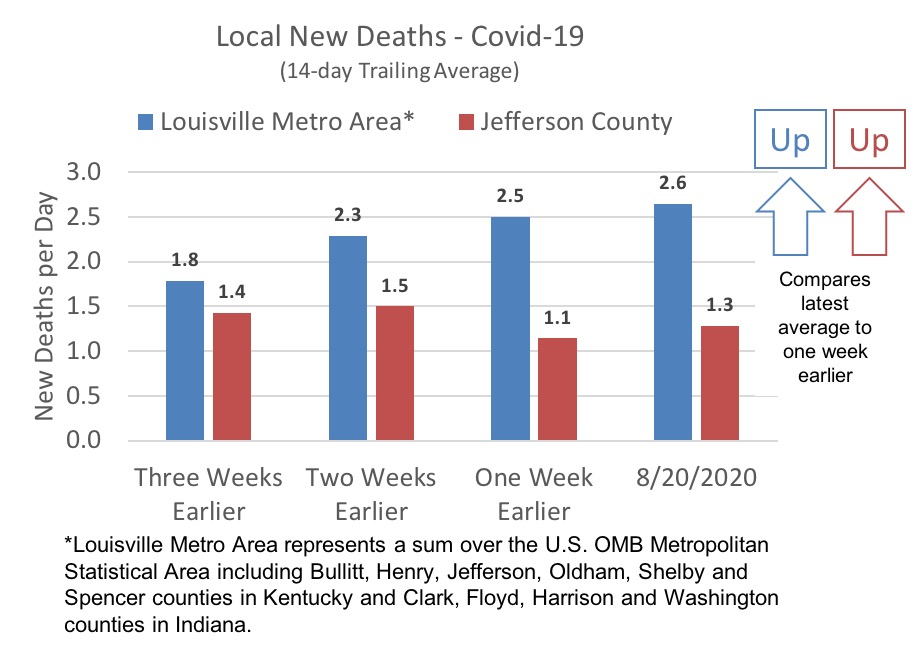 Local New Deaths - Covid-19
(14-day Trailing Average)
Louisville Metro Area* Jefferson County
Up Up
3.0
2.5
2.0
1.5
1.0
0.5
0.0
New Deaths per Day
1.8 1.4 2.3 1.5 2.5 1.1 2.6 1.3
Compares
latest
average to
one week
earlier
Three Weeks Two Weeks One Week 8/20/2020
Earlier Earlier Earlier
*Louisville Metro Area represents a sum over the U.S. OMB Metropolitan
Statistical Area including Bullitt, Henry, Jefferson, Oldham, Shelby and
Spencer counties in Kentucky and Clark, Floyd, Harrison and Washington
counties in Indiana.